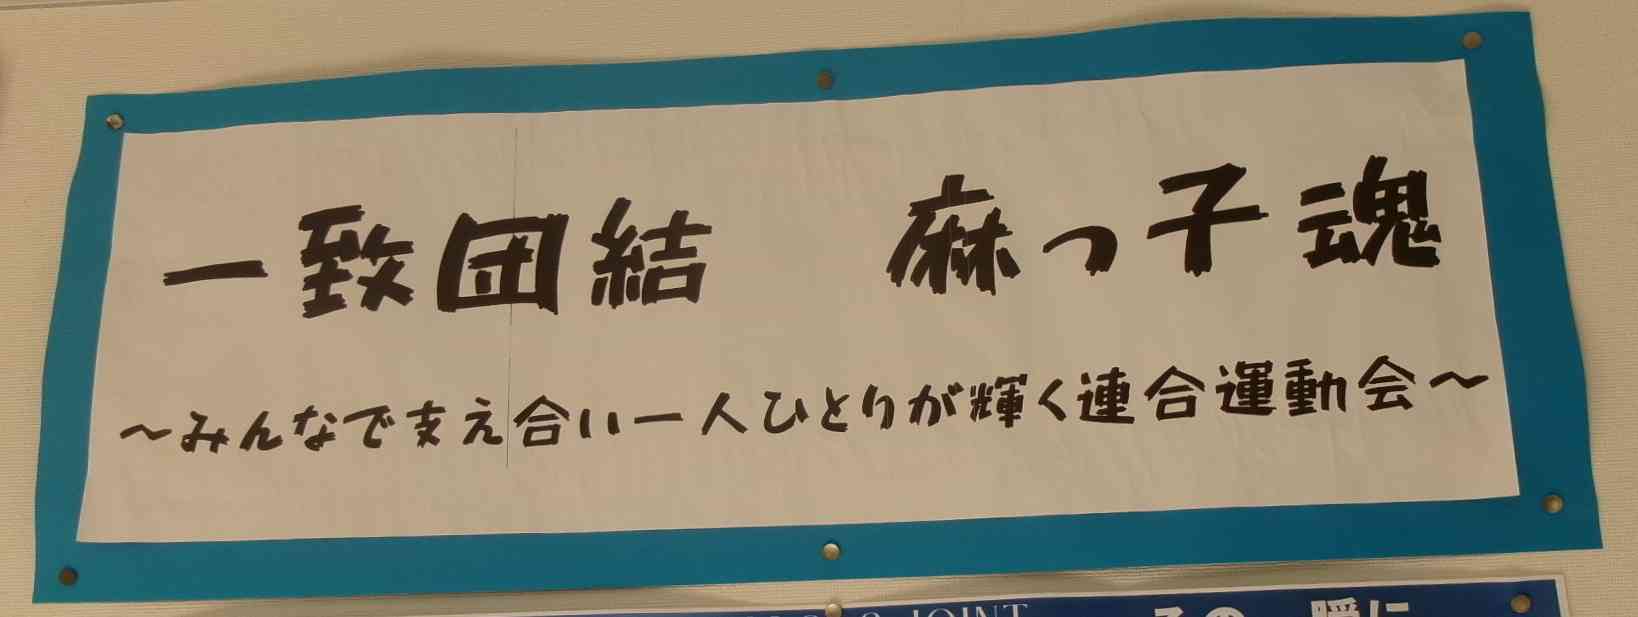 一致団結　麻っ子魂
～みんなで支え合い一人ひとりが輝く連合運動会～
JOINT